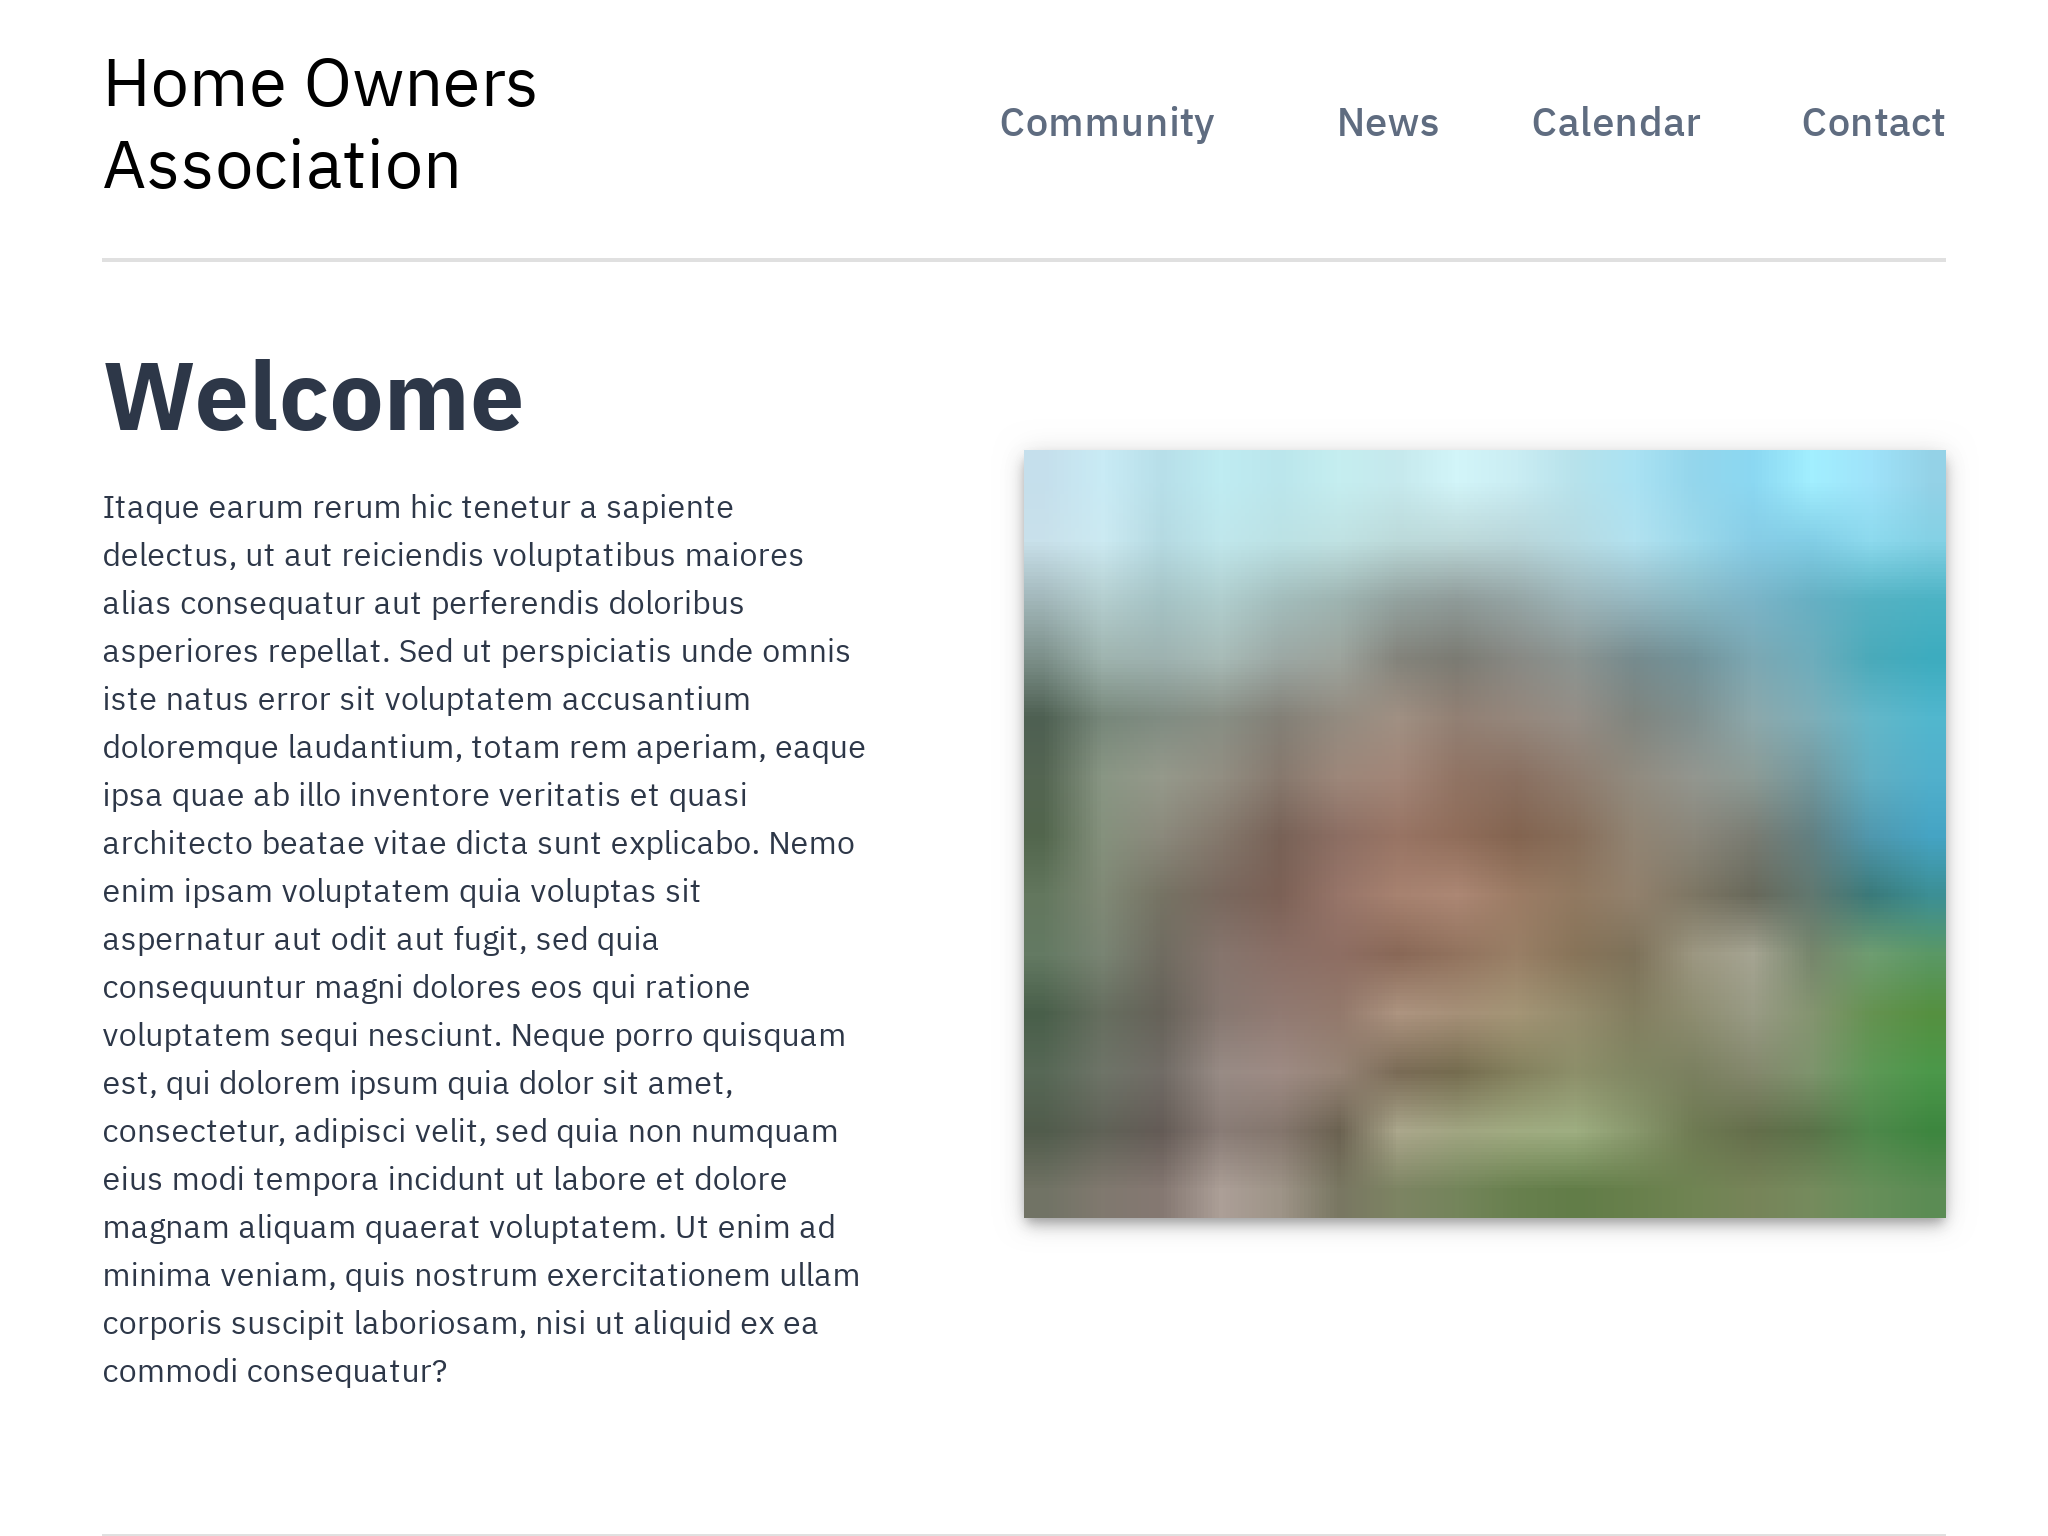 Home Owners
Association
Community News Calendar Contact
Welcome
Itaque earum rerum hic tenetur a sapiente
delectus, ut aut reiciendis voluptatibus maiores
alias consequatur aut perferendis doloribus
asperiores repellat. Sed ut perspiciatis unde omnis
iste natus error sit voluptatem accusantium
doloremque laudantium, totam rem aperiam, eaque
ipsa quae ab illo inventore veritatis et quasi
architecto beatae vitae dicta sunt explicabo. Nemo
enim ipsam voluptatem quia voluptas sit
aspernatur aut odit aut fugit, sed quia
consequuntur magni dolores eos qui ratione
voluptatem sequi nesciunt. Neque porro quisquam
est, qui dolorem ipsum quia dolor sit amet,
consectetur, adipisci velit, sed quia non numquam
eius modi tempora incidunt ut labore et dolore
magnam aliquam quaerat voluptatem. Ut enim ad
minima veniam, quis nostrum exercitationem ullam
corporis suscipit laboriosam, nisi ut aliquid ex ea
commodi consequatur?